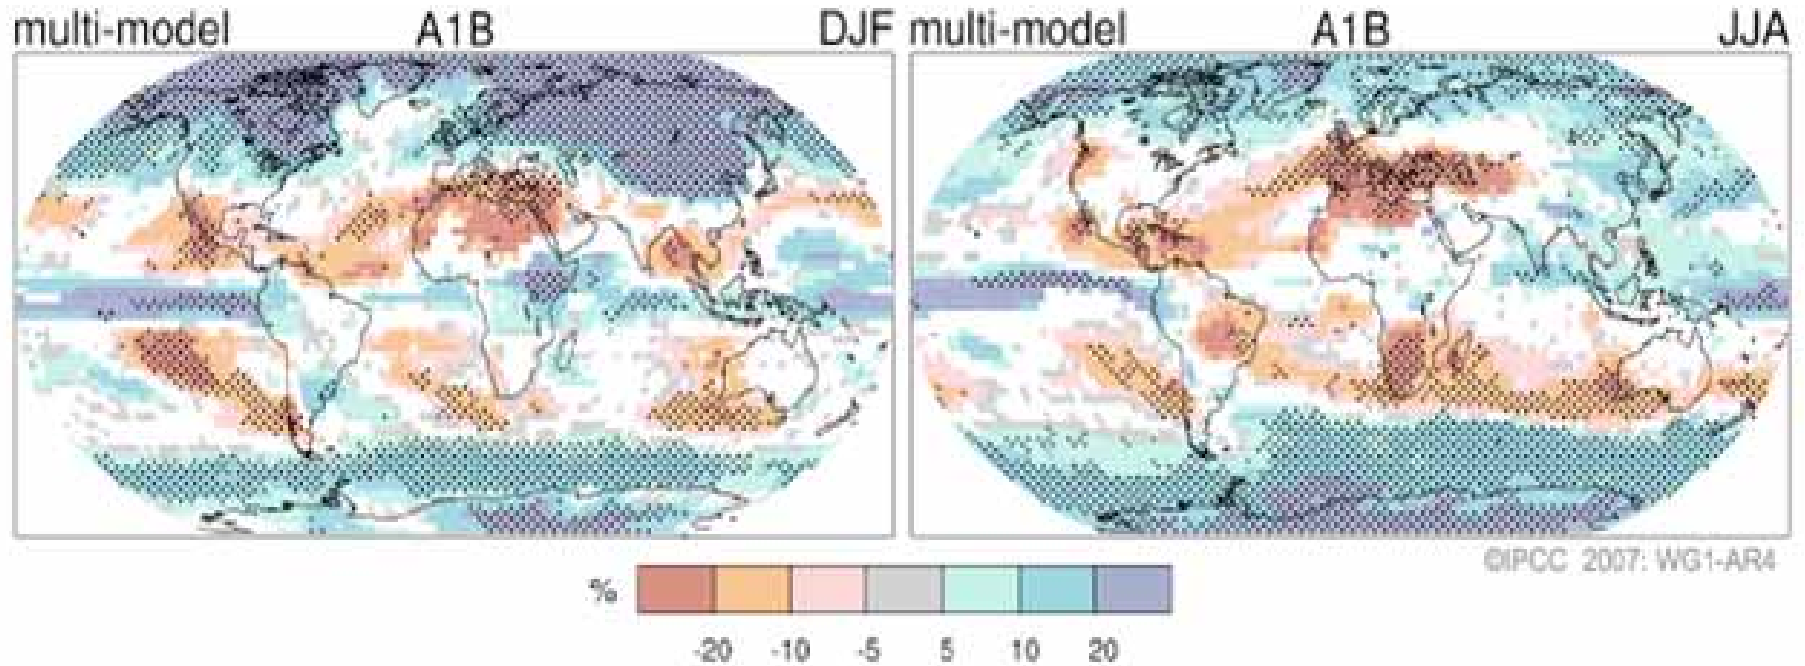 multi-model A1B DJF multi-model A1B JJA
©IPCC 2007: WG1-AR4
%
-20 -10 -5 5 10 20